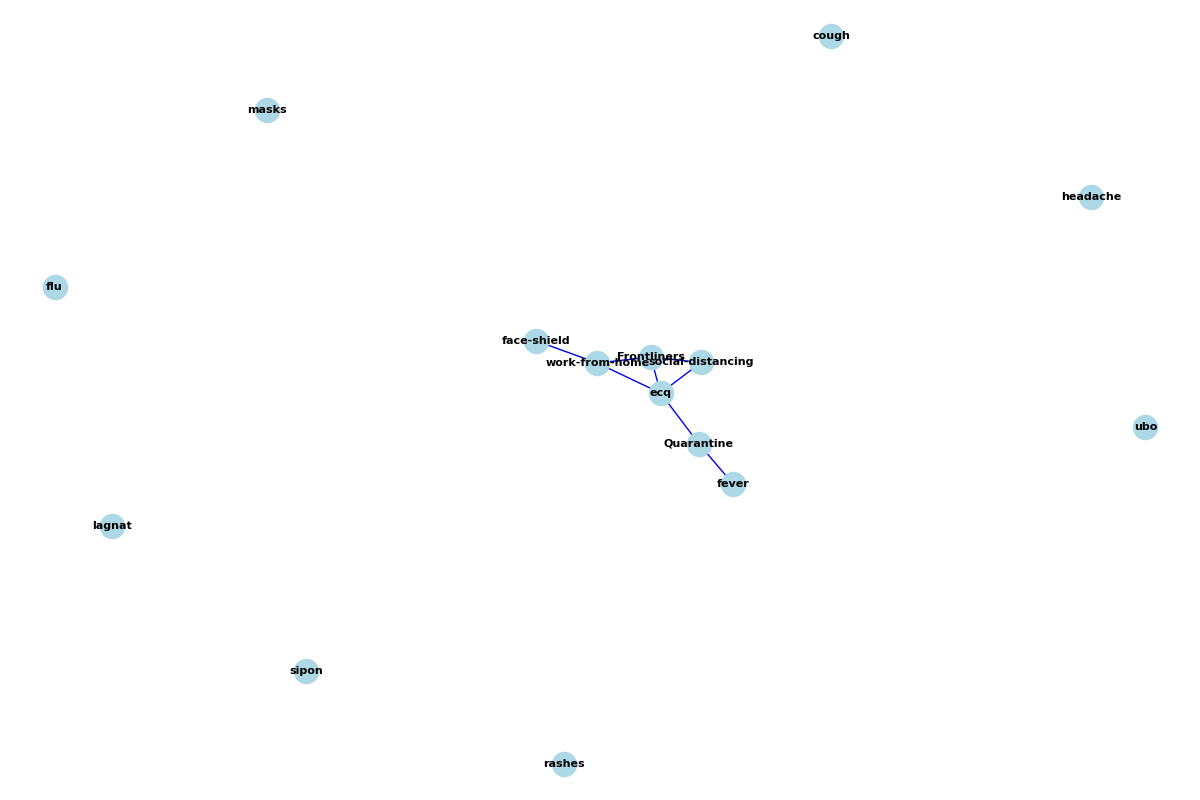 cough
masks
headache
flu
face-shield
Frontliners
work-from-home
social-distancing
ecq
ubo
Quarantine
fever
lagnat
sipon
rashes